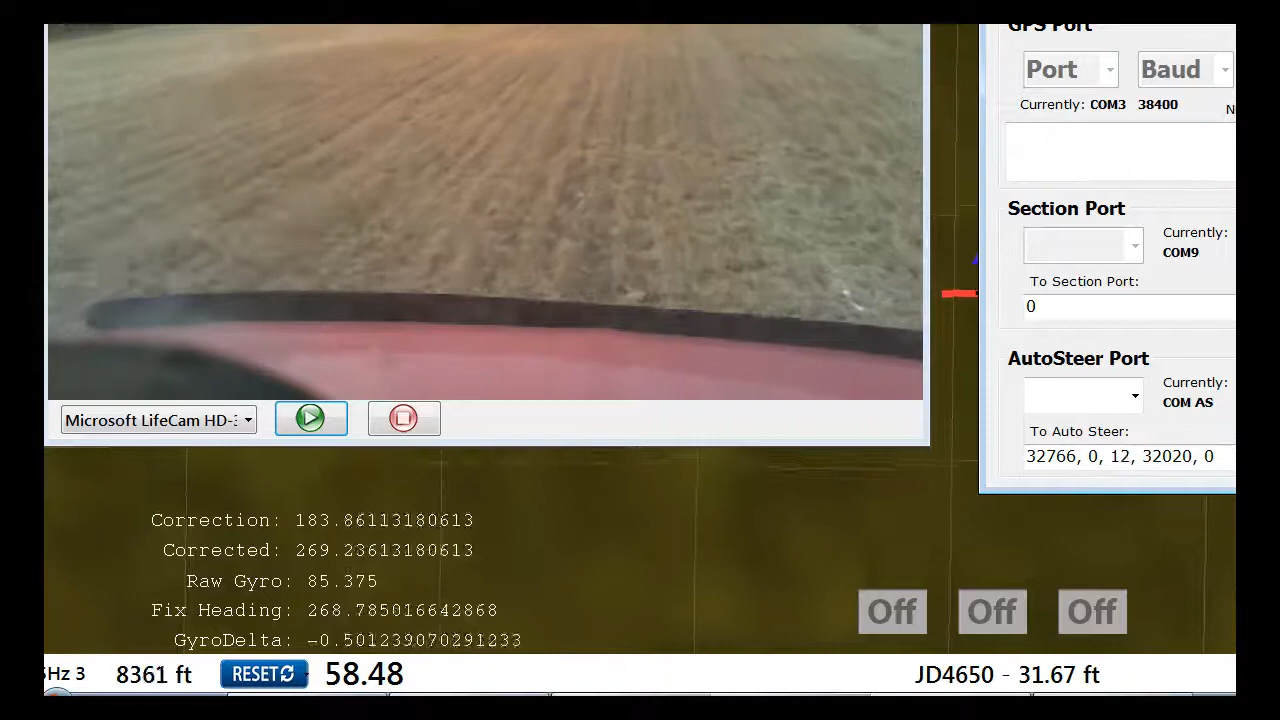 GPS Port
Port Baud
Currently: COM3 38400
N
Section Port
Currently:
COM9
To Section Port:
0
AutoSteer Port
Currently:
COM AS
To Auto Steer:
32766, 0, 12, 32020, 0
Microsoft LifeCam HD-
Correction: 183.86113180613
Corrected: 269.23613180613
Raw Gyro: 85.375
Fix Heading: 268.785016642868
GyroDelta: -0.501239070291233
Off Off Off
Hz 3 8361 ft RESET 58.48 JD4650 - 31.67 ft